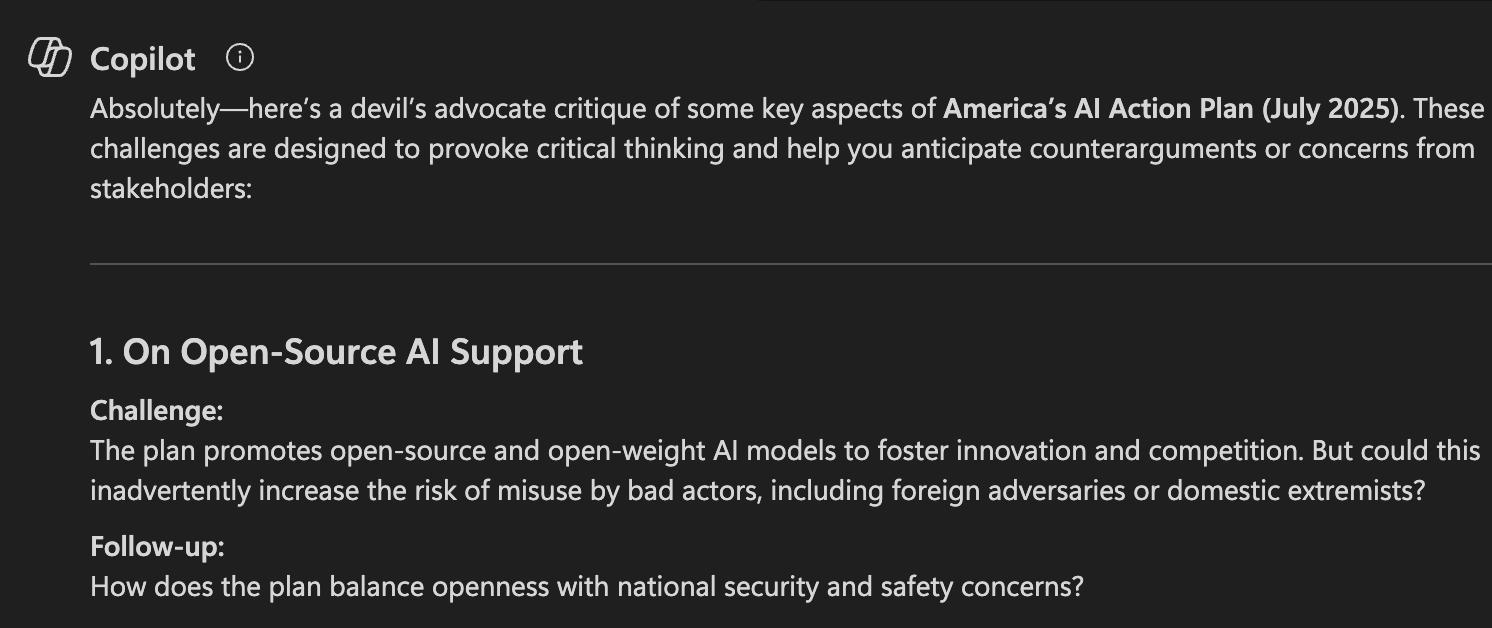 Copilot
Absolutely—here’s a devil’s advocate critique of some key aspects of America’s AI Action Plan (July 2025). These
challenges are designed to provoke critical thinking and help you anticipate counterarguments or concerns from
stakeholders:
1. On Open-Source AI Support
Challenge:
The plan promotes open-source and open-weight AI models to foster innovation and competition. But could this
inadvertently increase the risk of misuse by bad actors, including foreign adversaries or domestic extremists?
Follow-up:
How does the plan balance openness with national security and safety concerns?